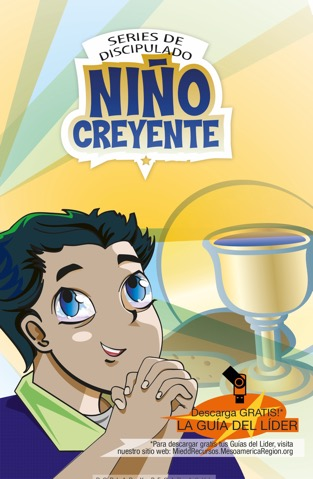 SERIES DE
DISCIPULADO
NIÑO
CREYENTE
Descarga GRATIS!*
LA GUÍA DEL LÍDER
*Para descargar gratis tus Guías del Líder, visita
nuestro sitio web: MieddRecursos.MesoamericaRegion.org